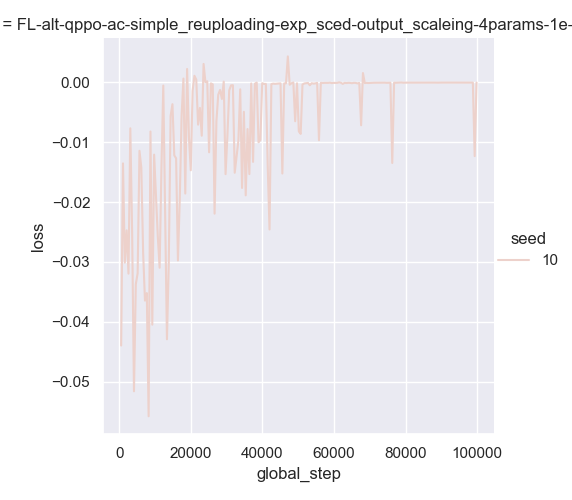 = FL-alt-qppo-ac-simple_reuploading-exp_sced-output_scaleing-4params-1e-
0.00
−0.01
−0.02
−0.03
−0.04
−0.05
loss
0 20000 40000 60000 80000 100000
global_step
seed
10